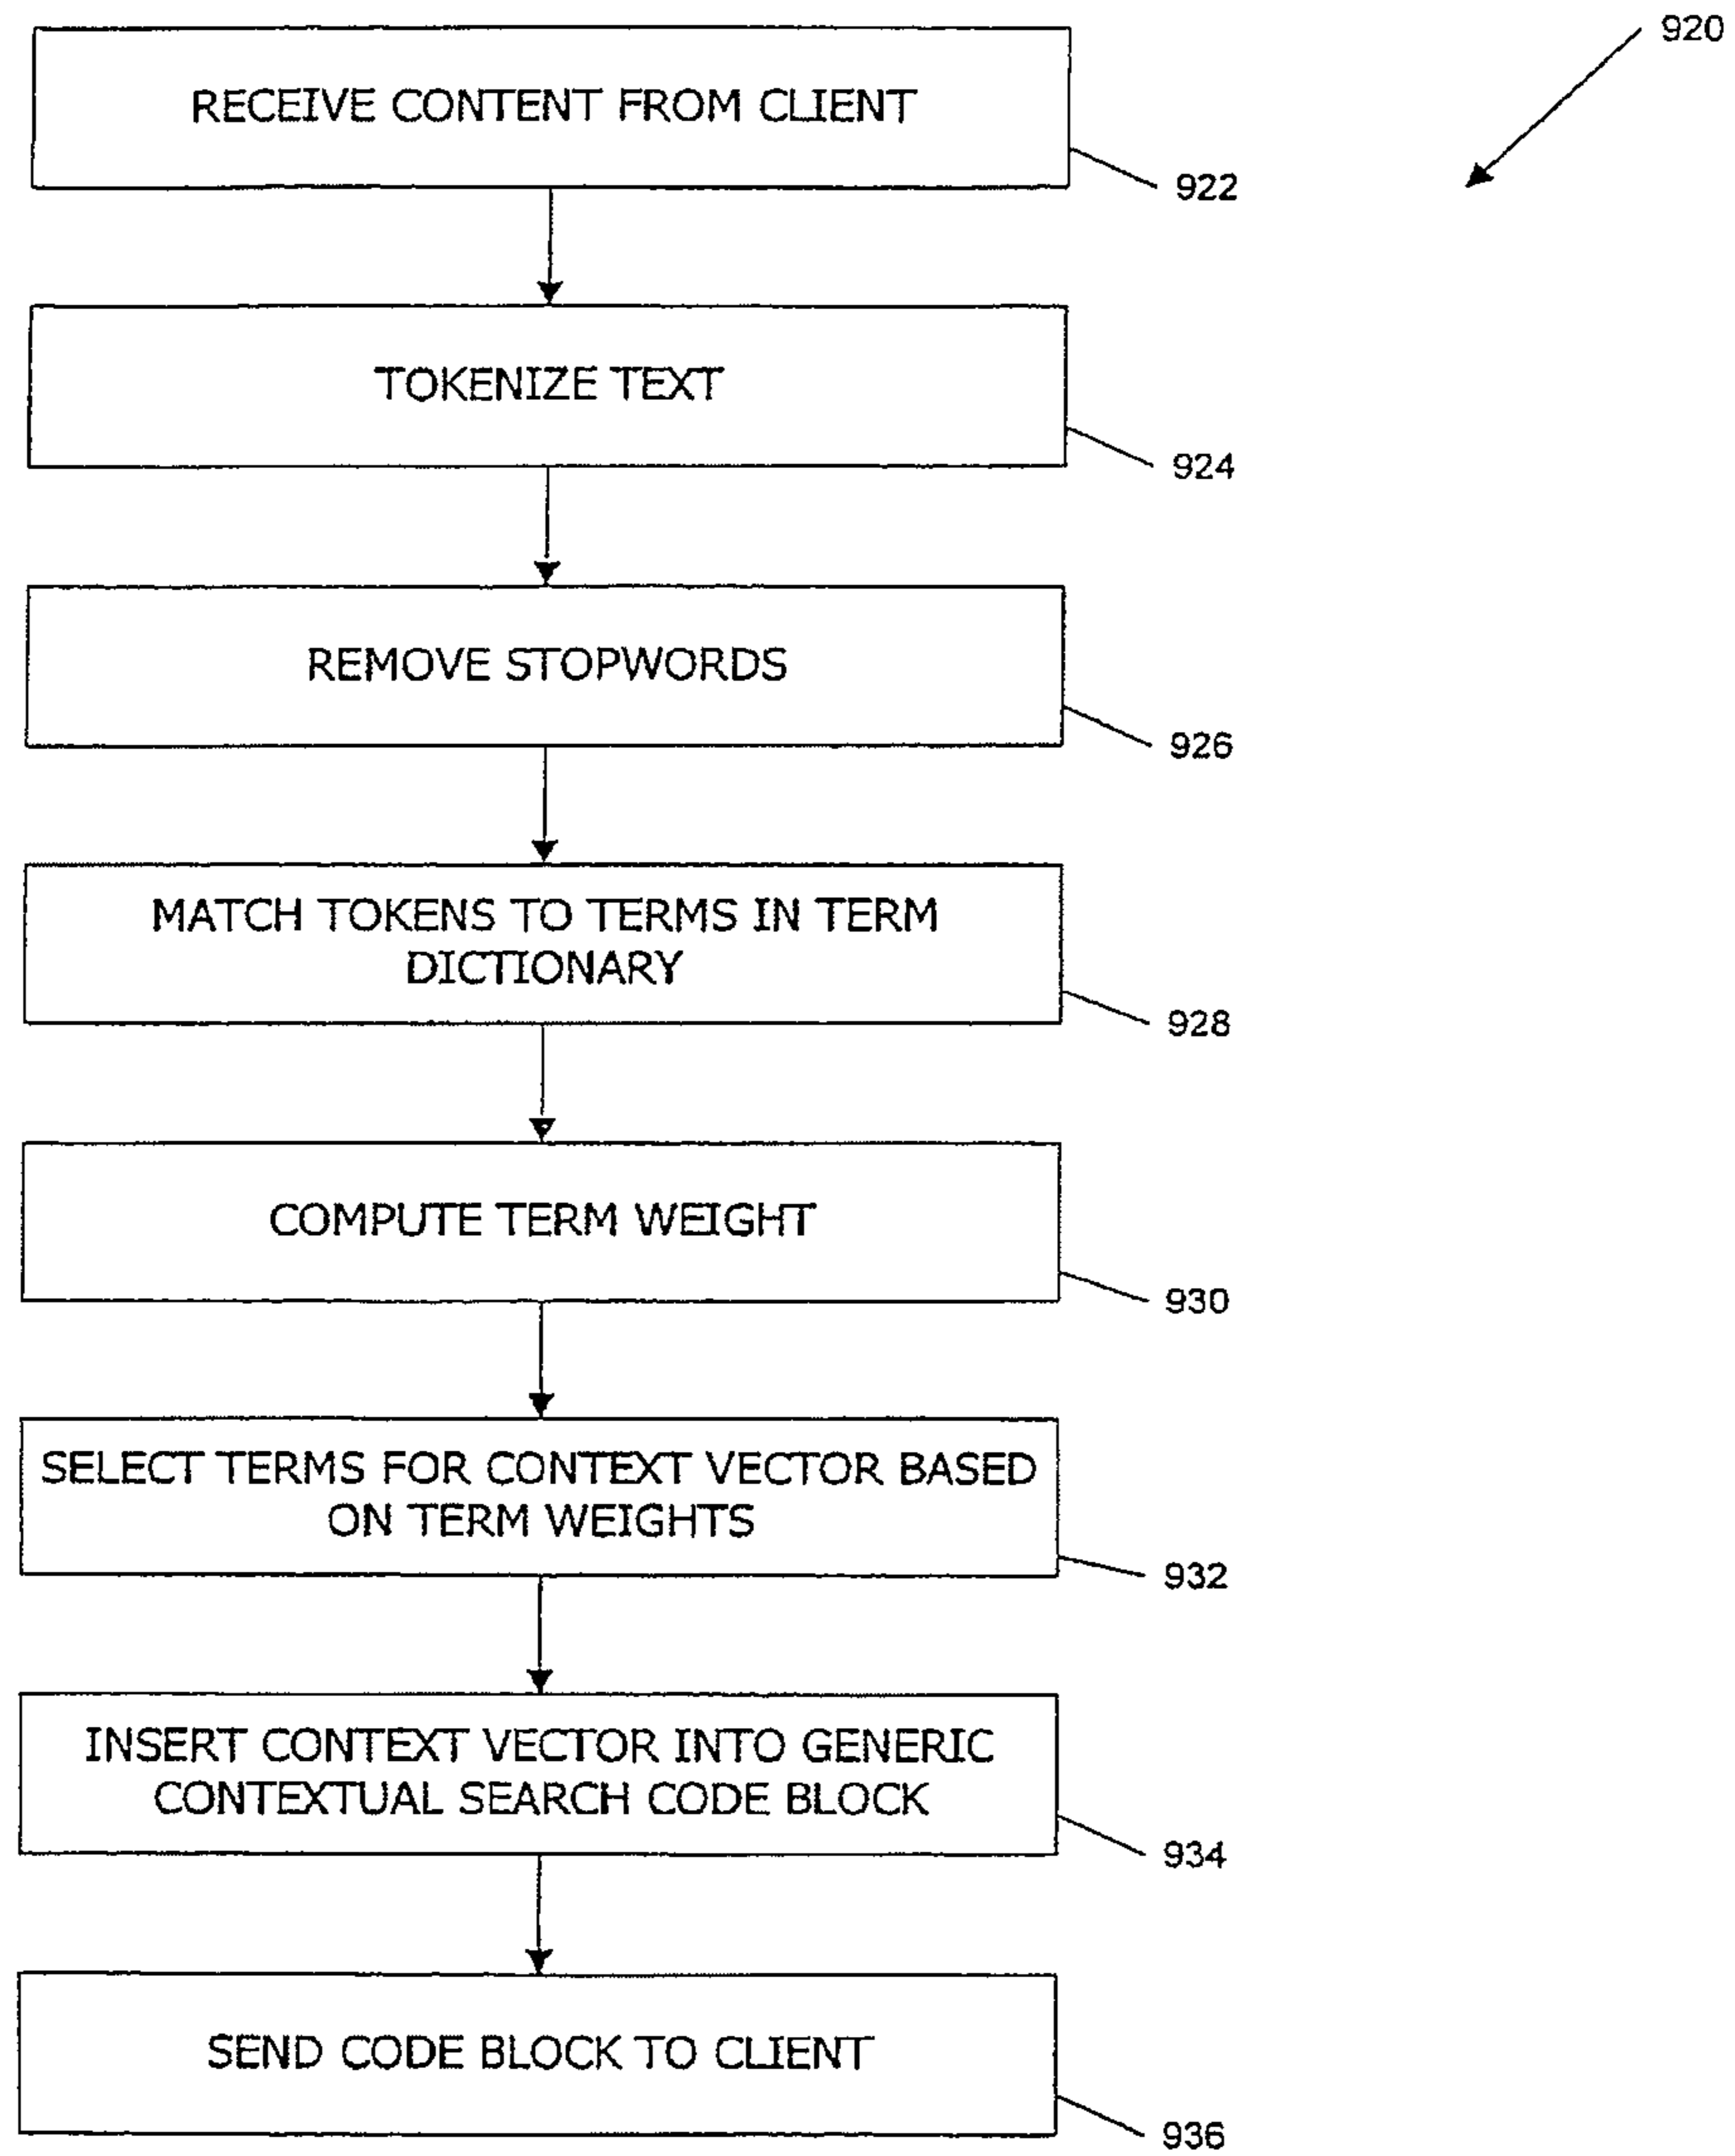 920
RECEIVE CONTENT FROM CLIENT
922
TOKENIZE TEXT
924
REMOVE STOPWORDS
926
MATCH TOKENS TO TERMS IN TERM
DICTIONARY
928
COMPUTE TERM WEIGHT
930
SELECT TERMS FOR CONTEXT VECTOR BASED
ON TERM WEIGHTS
932
INSERT CONTEXT VECTOR INTO GENERIC
CONTEXTUAL SEARCH CODE BLOCK
934
SEND CODE BLOCK TO CLIENT
936